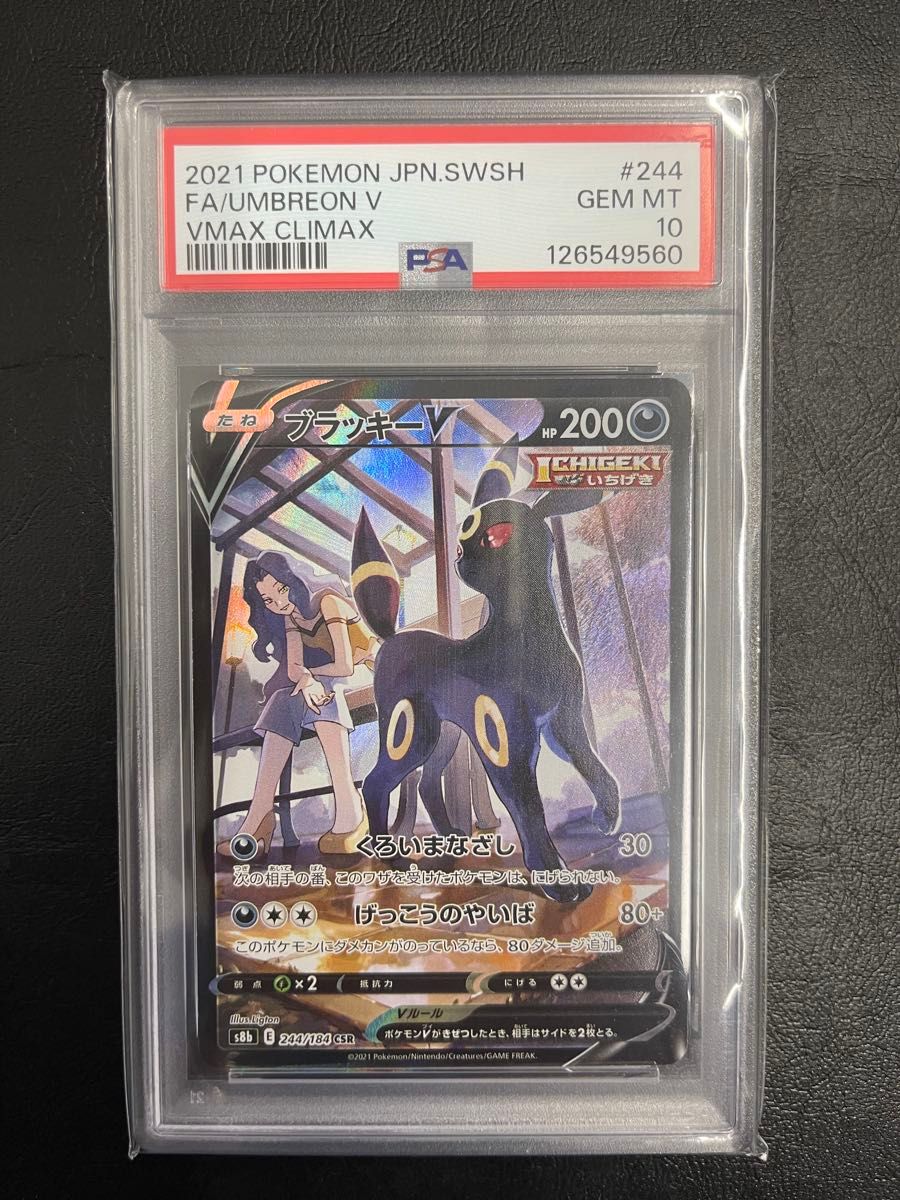 2021 POKEMON JPN.SWSH #244
FA/UMBREON V GEM MT
VMAX CLIMAX 10
PSA 126549560
たね ブラッキーV HP 200
ICHIGEKI
いちげき
くろいまなざし 30
次の相手の番、このワザを受けたポケモンは、にげられない。
げっこうのやいば 80+
このポケモンにダメカンがのっているなら、80ダメージ追加。
弱点 ×2 抵抗力 にげる
Vルール
Illus. Ligton
ポケモンVがきぜつしたとき、相手はサイドを2枚とる。
s8b E 244/184 CSR
©2021 Pokémon/Nintendo/Creatures/GAME FREAK.